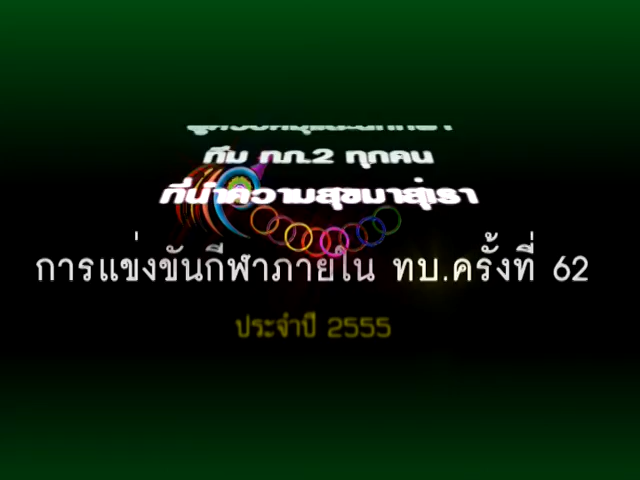 ทีม ทภ.2 ทุกคน
ที่นำความสุขมาสู่เรา
การแข่งขันกีฬาภายใน ทบ.ครั้งที่ 62
ประจำปี 2555